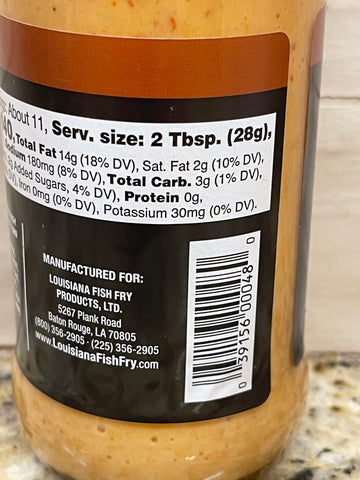 About 11, Serv. size: 2 Tbsp. (28g),
Total Fat 14g (18% DV), Sat. Fat 2g (10% DV),
180mg (8% DV), Total Carb. 3g (1% DV),
Added Sugars, 4% DV), Protein 0g,
Iron 0mg (0% DV), Potassium 30mg (0% DV).
MANUFACTURED FOR:
LOUISIANA FISH FRY
PRODUCTS, LTD.
5267 Plank Road
Baton Rouge, LA 70805
(800) 356-2905 · (225) 356-2905
www.LouisianaFishFry.com
0 39156 00048 0